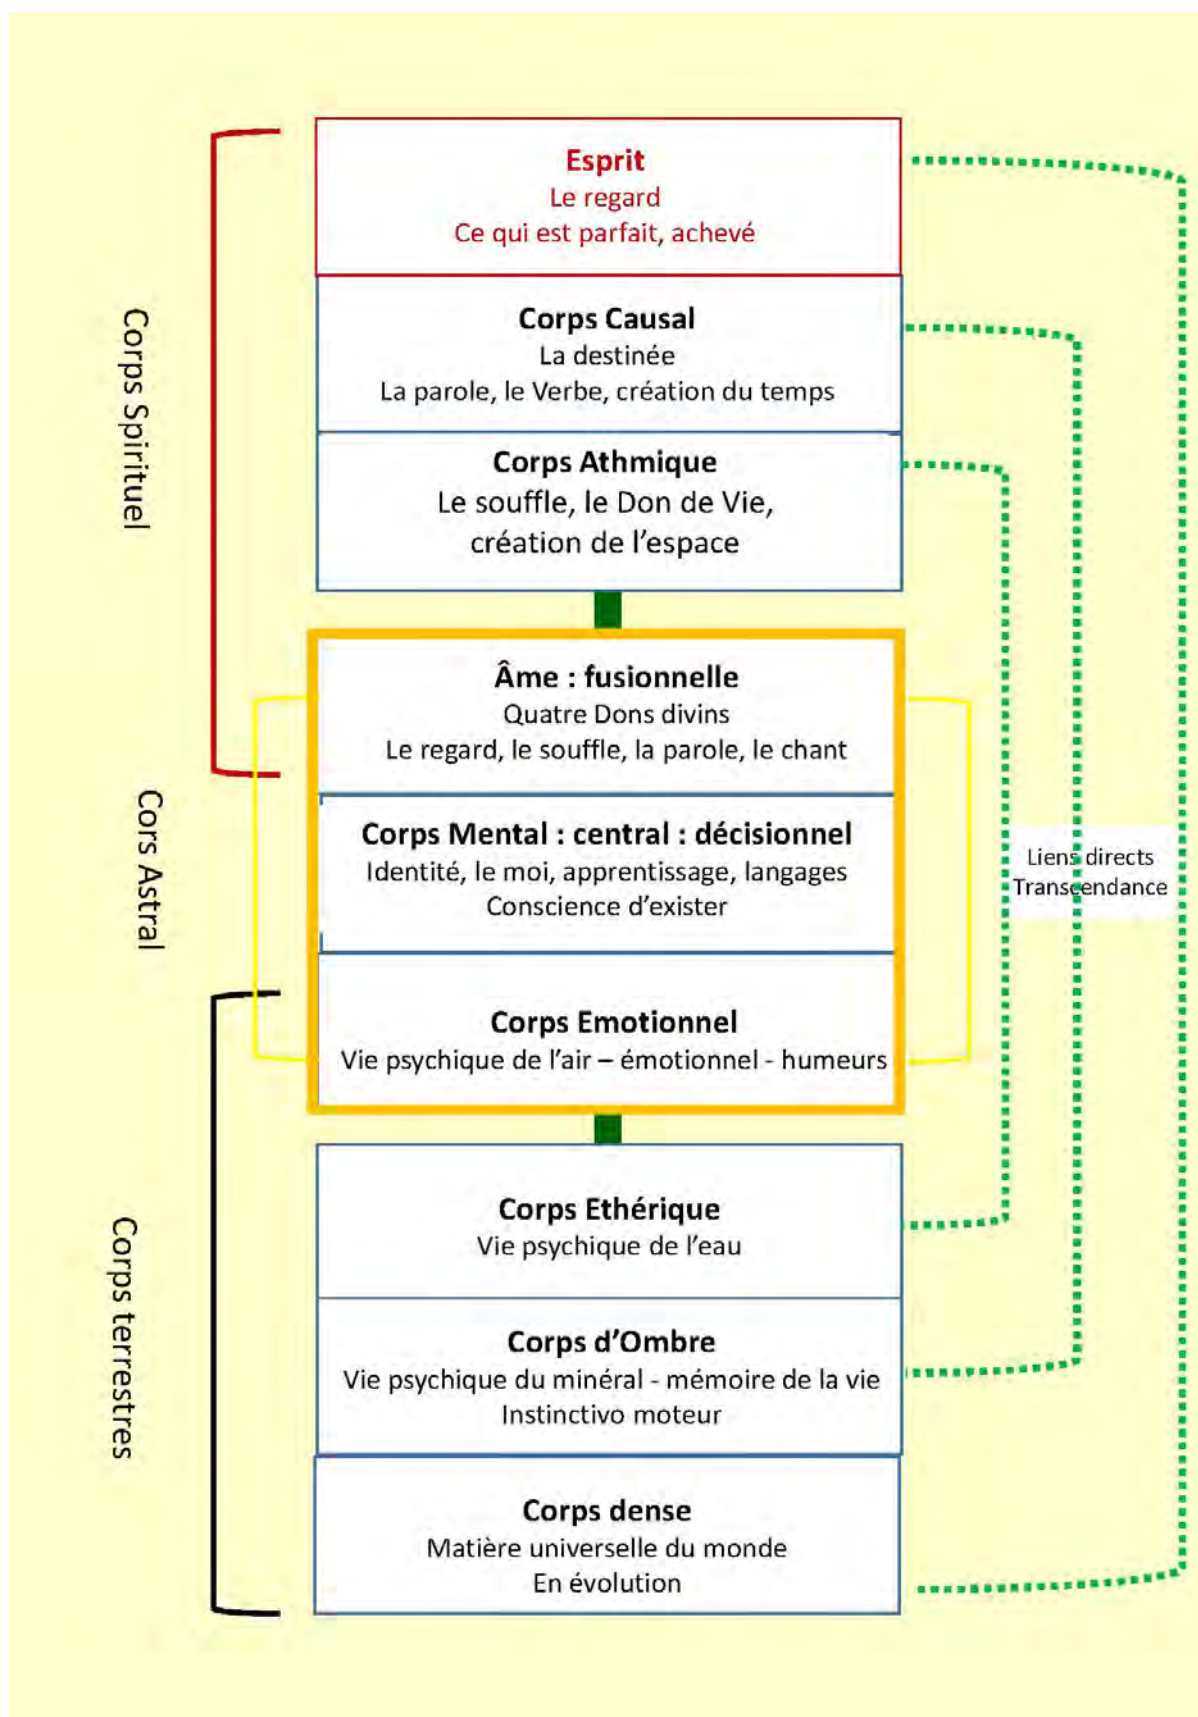 Esprit
Le regard
Ce qui est parfait, achevé
Corps Causal
La destinée
La parole, le Verbe, création du temps
Corps Athmique
Le souffle, le Don de Vie,
création de l’espace
Corps Spirituel
Âme : fusionnelle
Quatre Dons divins
Le regard, le souffle, la parole, le chant
Corps Mental : central : décisionnel
Identité, le moi, apprentissage, langages
Conscience d’exister
Cors Astral
Liens directs
Transcendance
Corps Emotionnel
Vie psychique de l’air – émotionnel - humeurs
Corps Ethérique
Vie psychique de l’eau
Corps d’Ombre
Vie psychique du minéral - mémoire de la vie
Instinctivo moteur
Corps terrestres
Corps dense
Matière universelle du monde
En évolution